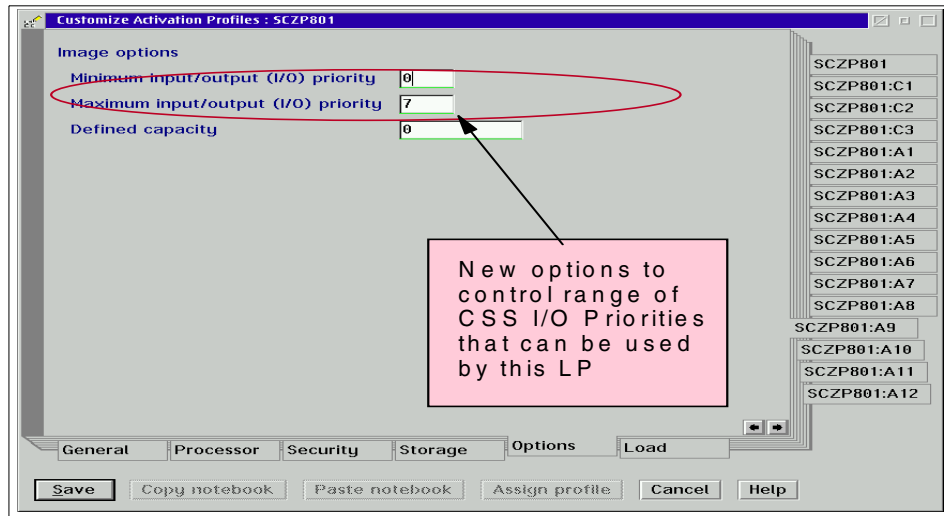 Customize Activation Profiles : SCZP801
Image options
Minimum input/output (I/O) priority 0
Maximum input/output (I/O) priority 7
Defined capacity 0
New options to
control range of
CSS I/O Priorities
that can be used
by this LP
SCZP801
SCZP801:C1
SCZP801:C2
SCZP801:C3
SCZP801:A1
SCZP801:A2
SCZP801:A3
SCZP801:A4
SCZP801:A5
SCZP801:A6
SCZP801:A7
SCZP801:A8
SCZP801:A9
SCZP801:A10
SCZP801:A11
SCZP801:A12
General Processor Security Storage Options Load
Save Copy notebook Paste notebook Assign profile Cancel Help